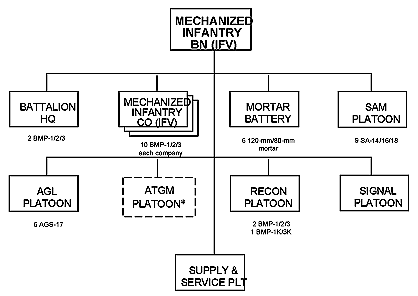 MECHANIZED
INFANTRY
BN (IFV)
BATTALION
HQ
2 BMP-1/2/3
MECHANIZED
INFANTRY
CO (IFV)
10 BMP-1/2/3
each company
MORTAR
BATTERY
6 120-mm/80-mm
mortar
SAM
PLATOON
9 SA-14/16/18
AGL
PLATOON
6 AGS-17
ATGM
PLATOON*
RECON
PLATOON
2 BMP-1/2/3
1 BMP-1K/SK
SIGNAL
PLATOON
SUPPLY &
SERVICE PLT